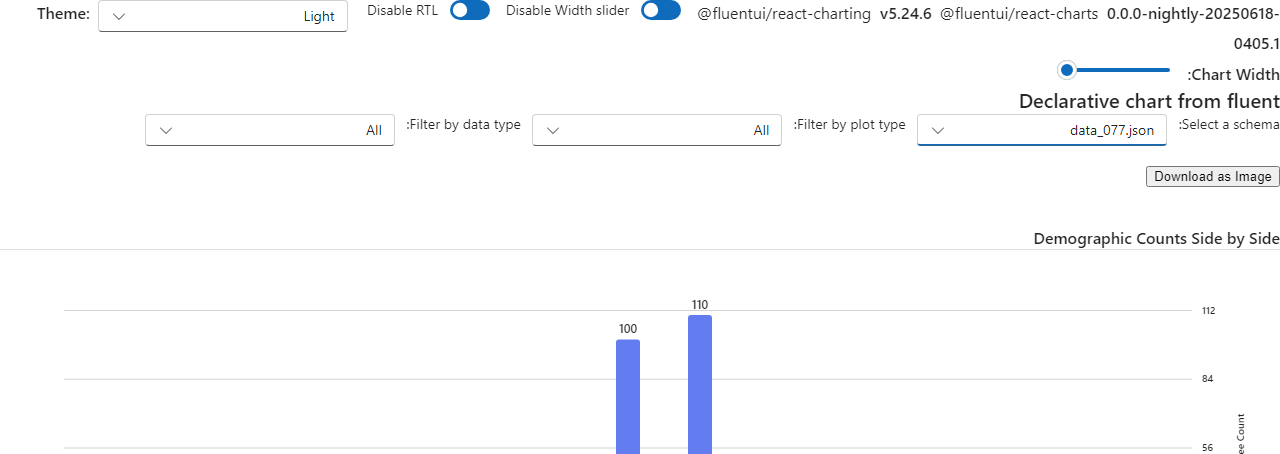 Theme:
Light
Disable RTL
Disable Width slider
@fluentui/react-charting v5.24.6 @fluentui/react-charts 0.0.0-nightly-20250618-
0405.1
:Chart Width
Declarative chart from fluent
:Select a schema
data_077.json
:Filter by plot type
All
:Filter by data type
All
Download as Image
Demographic Counts Side by Side
110
112
100
84
56